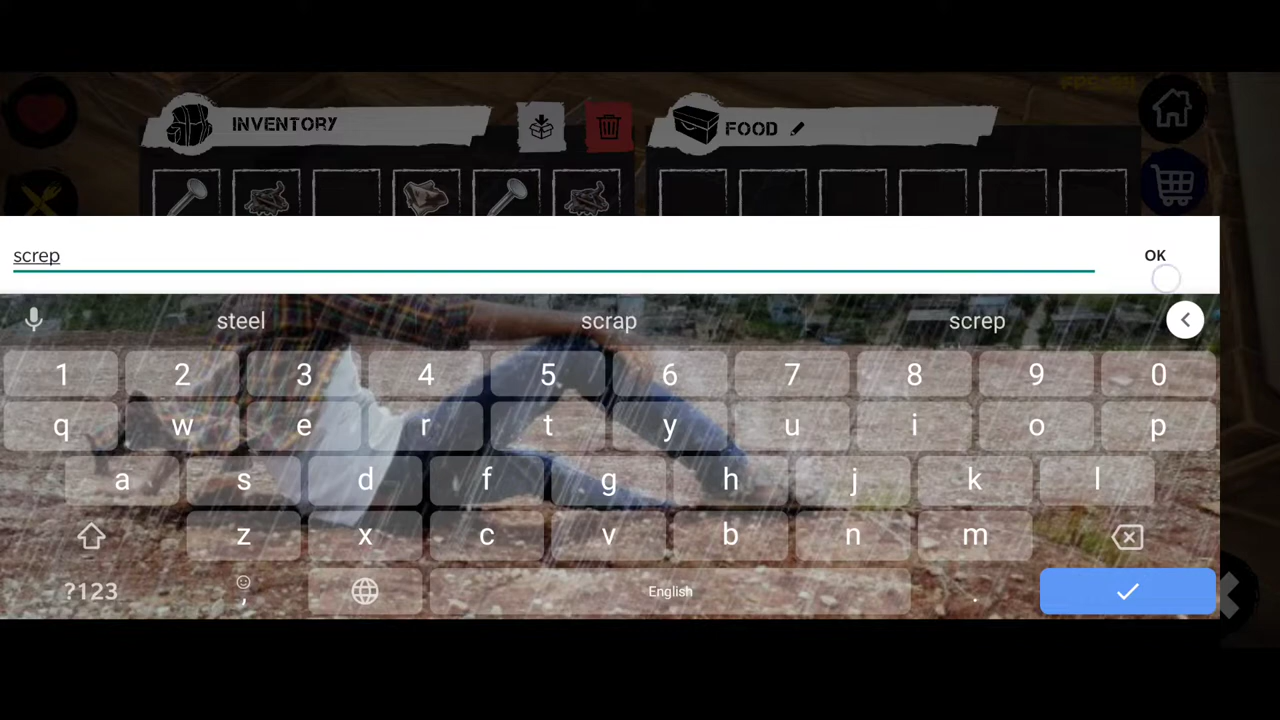 INVENTORY
FOOD
screp
OK
steel scrap screp
1 2 3 4 5 6 7 8 9 0
q w e r t y u i o p
a s d f g h j k l
z x c v b n m
?123 , English .